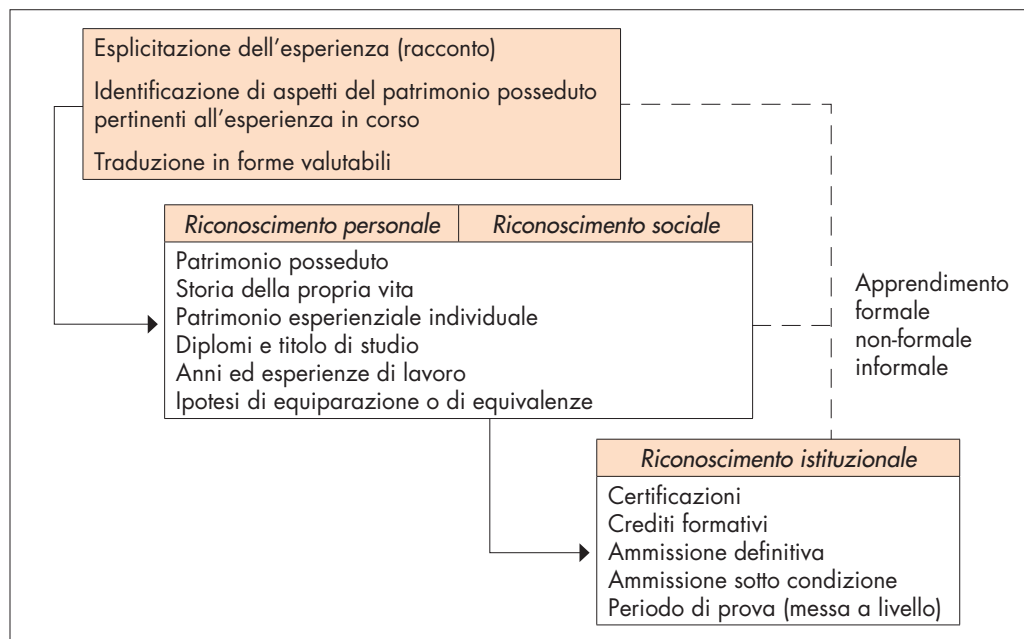 Esplicitazione dell'esperienza (racconto)
Identificazione di aspetti del patrimonio posseduto
pertinenti all'esperienza in corso
Traduzione in forme valutabili
Riconoscimento personale
Riconoscimento sociale
Patrimonio posseduto
Storia della propria vita
Patrimonio esperienziale individuale
Diplomi e titolo di studio
Anni ed esperienze di lavoro
Ipotesi di equiparazione o di equivalenze
Apprendimento
formale
non-formale
informale
Riconoscimento istituzionale
Certificazioni
Crediti formativi
Ammissione definitiva
Ammissione sotto condizione
Periodo di prova (messa a livello)